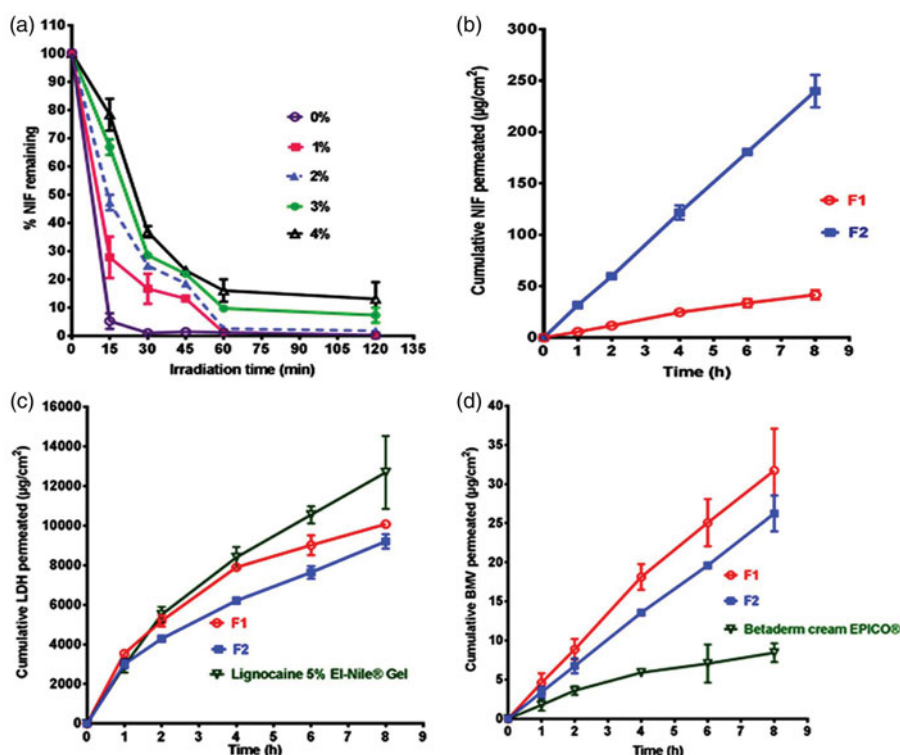 (a)
% NIF remaining
110
100
90
80
70
60
50
40
30
20
10
0
0 15 30 45 60 75 90 105 120 135
Irradiation time (min)
0%
1%
2%
3%
4%
(b)
Cumulative NIF permeated (µg/cm²)
300
250
200
150
100
50
0
0 1 2 3 4 5 6 7 8 9
Time (h)
F1
F2
(c)
Cumulative LDH permeated (µg/cm²)
16000
14000
12000
10000
8000
6000
4000
2000
0
0 1 2 3 4 5 6 7 8 9
Time (h)
F1
F2
Lignocaine 5% El-Nile® Gel
(d)
Cumulative BMV permeated (µg/cm²)
40
35
30
25
20
15
10
5
0
0 1 2 3 4 5 6 7 8 9
Time (h)
F1
F2
Betaderm cream EPICO®